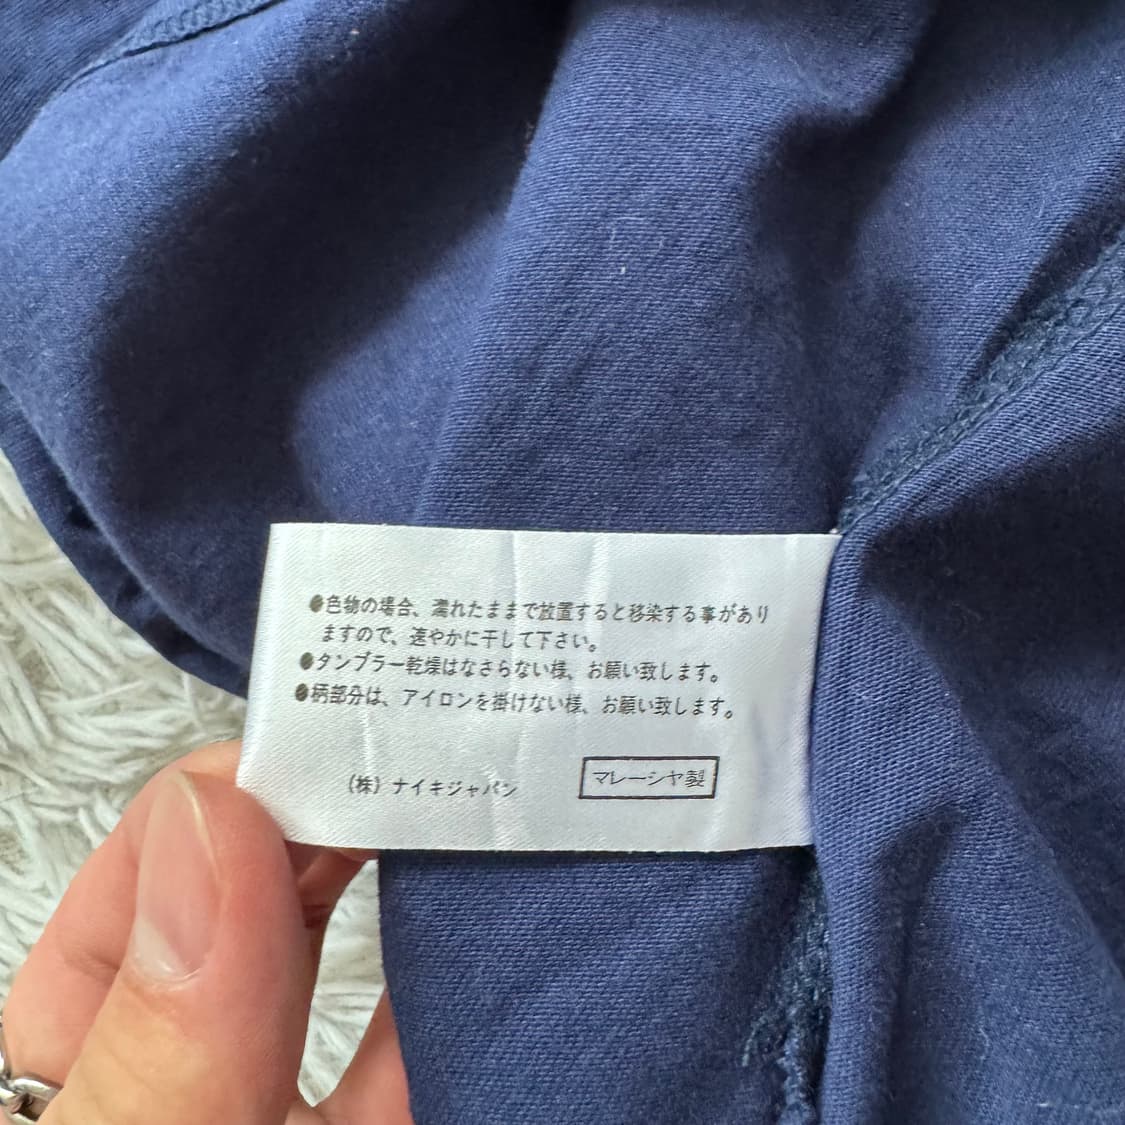 ●色物の場合、濡れたままで放置すると移染する事があり
ますので、速やかに干して下さい。
●タンブラー乾燥はなさらない様、お願い致します。
●柄部分は、アイロンを掛けない様、お願い致します。
(株)ナイキジャパン
マレーシヤ製